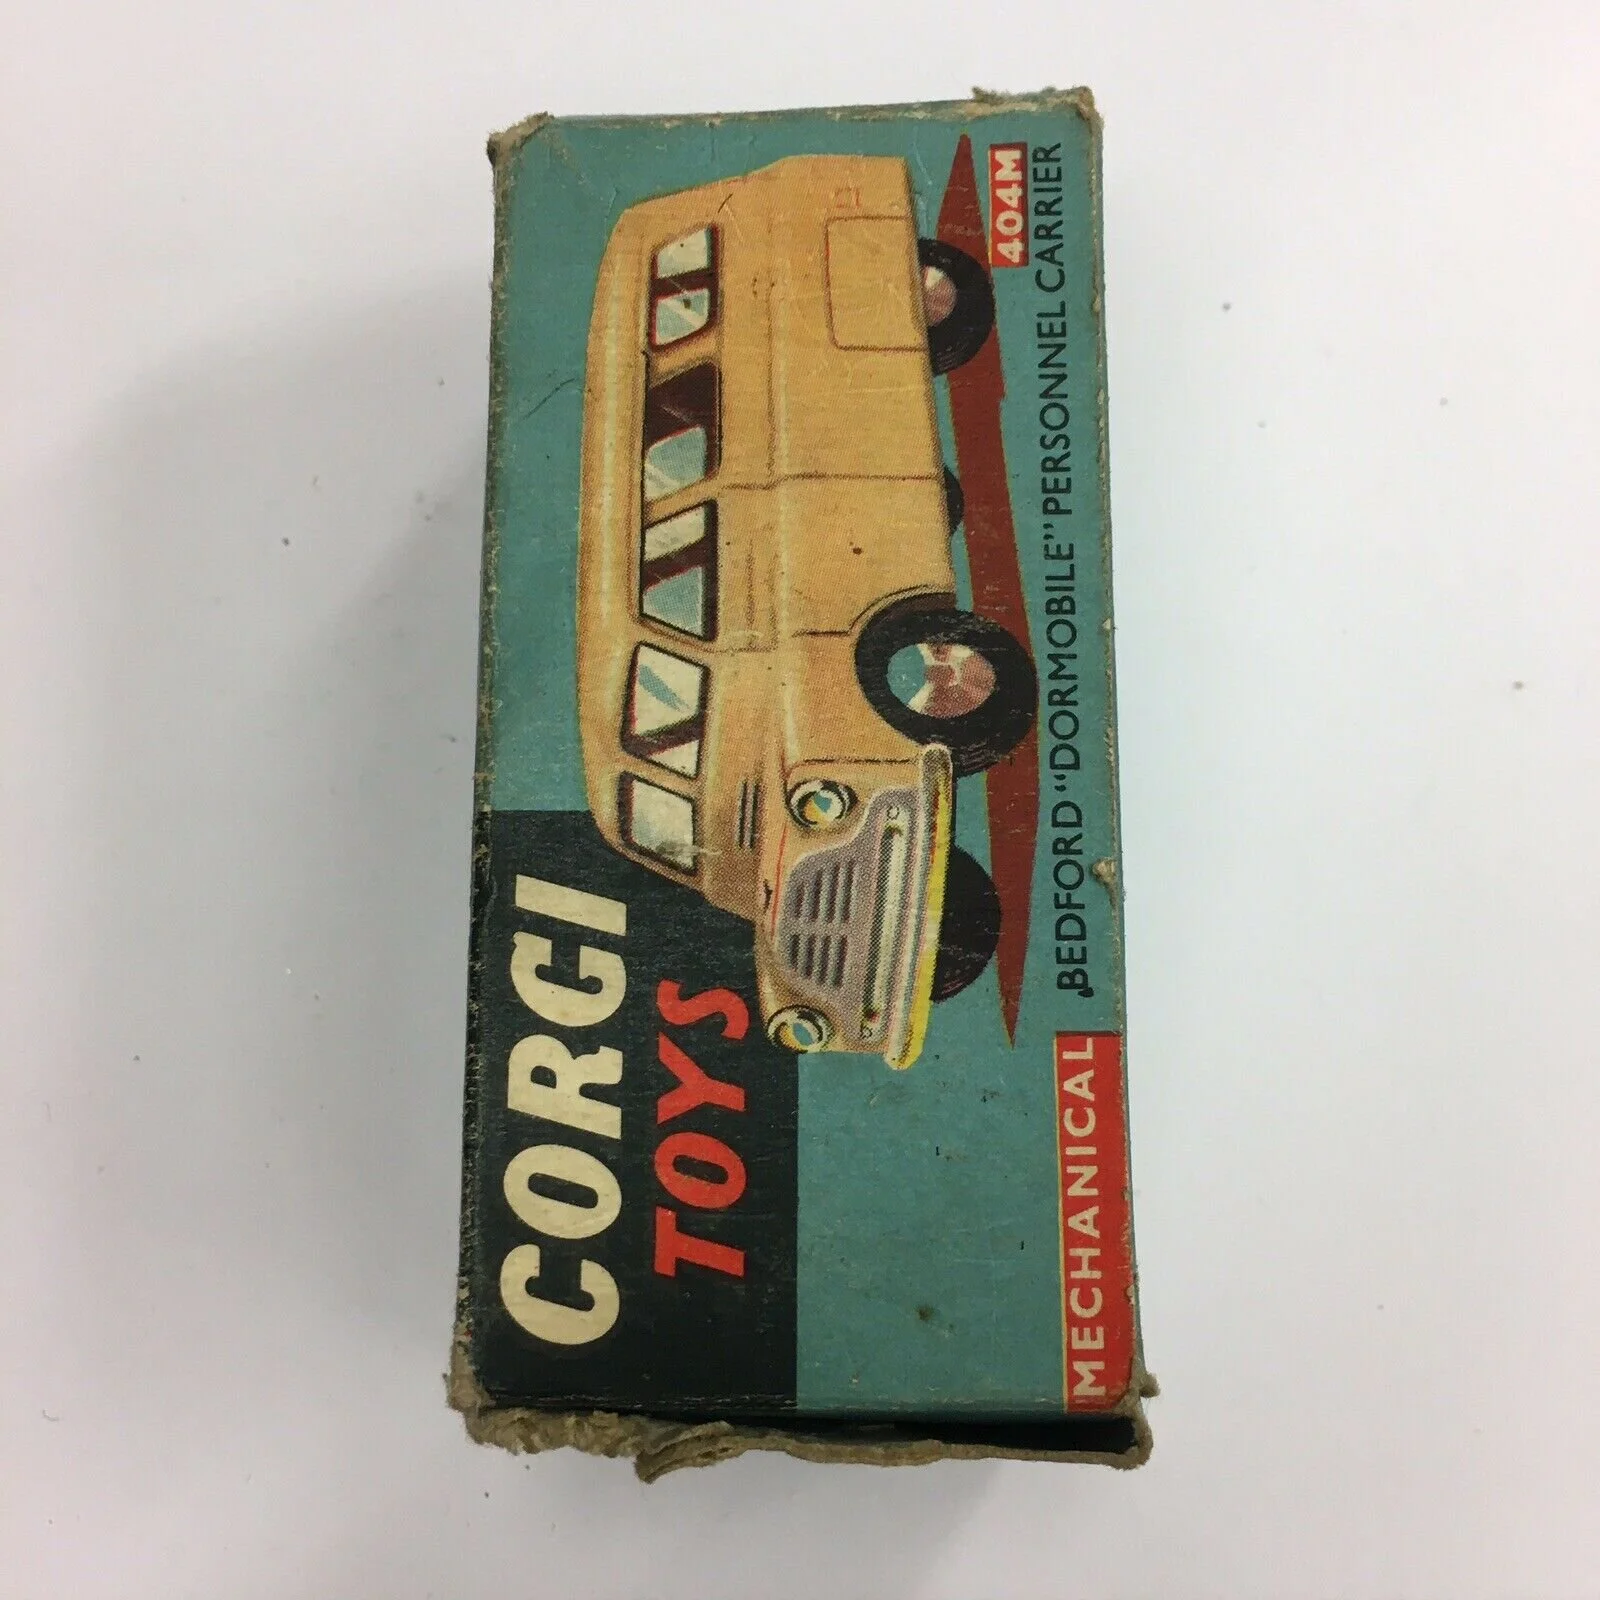 CORGI
TOYS
404M
MECHANICAL
BEDFORD "DORMOBILE" PERSONNEL CARRIER